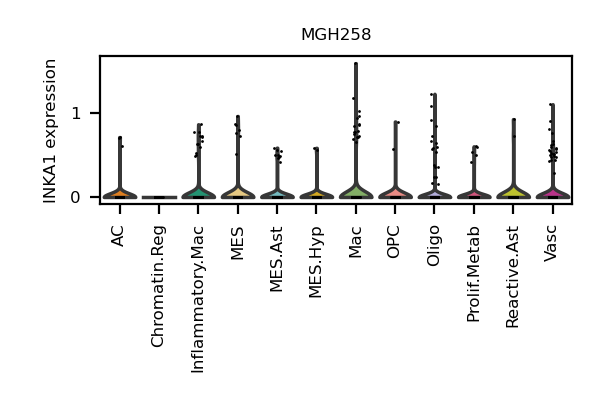 MGH258
INKA1 expression
1
0
AC
Chromatin.Reg
Inflammatory.Mac
MES
MES.Ast
MES.Hyp
Mac
OPC
Oligo
Prolif.Metab
Reactive.Ast
Vasc